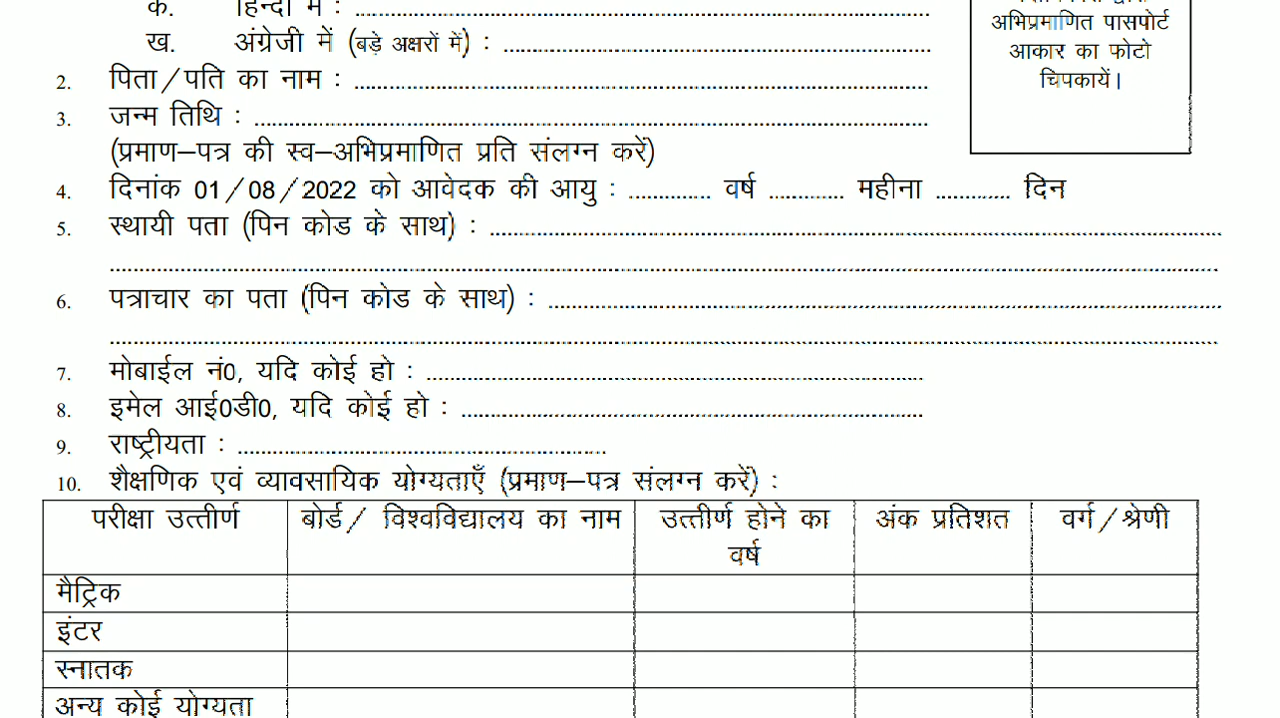 क. हिन्दी में : ....................
ख. अंग्रेजी में (बड़े अक्षरों में) : ....................
अभिप्रमाणित पासपोर्ट
आकार का फोटो
चिपकायें।
2. पिता/पति का नाम : ....................
3. जन्म तिथि : ....................
(प्रमाण–पत्र की स्व–अभिप्रमाणित प्रति संलग्न करें)
4. दिनांक 01/08/2022 को आवेदक की आयु : ............ वर्ष ........... महीना ........... दिन
5. स्थायी पता (पिन कोड के साथ) : ....................
....................
6. पत्राचार का पता (पिन कोड के साथ) : ....................
....................
7. मोबाईल नं0, यदि कोई हो : ....................
8. इमेल आई0डी0, यदि कोई हो : ....................
9. राष्ट्रीयता : ....................
10. शैक्षणिक एवं व्यावसायिक योग्यताएँ (प्रमाण–पत्र संलग्न करें) :
परीक्षा उत्तीर्ण बोर्ड/ विश्वविद्यालय का नाम उत्तीर्ण होने का अंक प्रतिशत वर्ग/श्रेणी
वर्ष
मैट्रिक
इंटर
स्नातक
अन्य कोई योग्यता